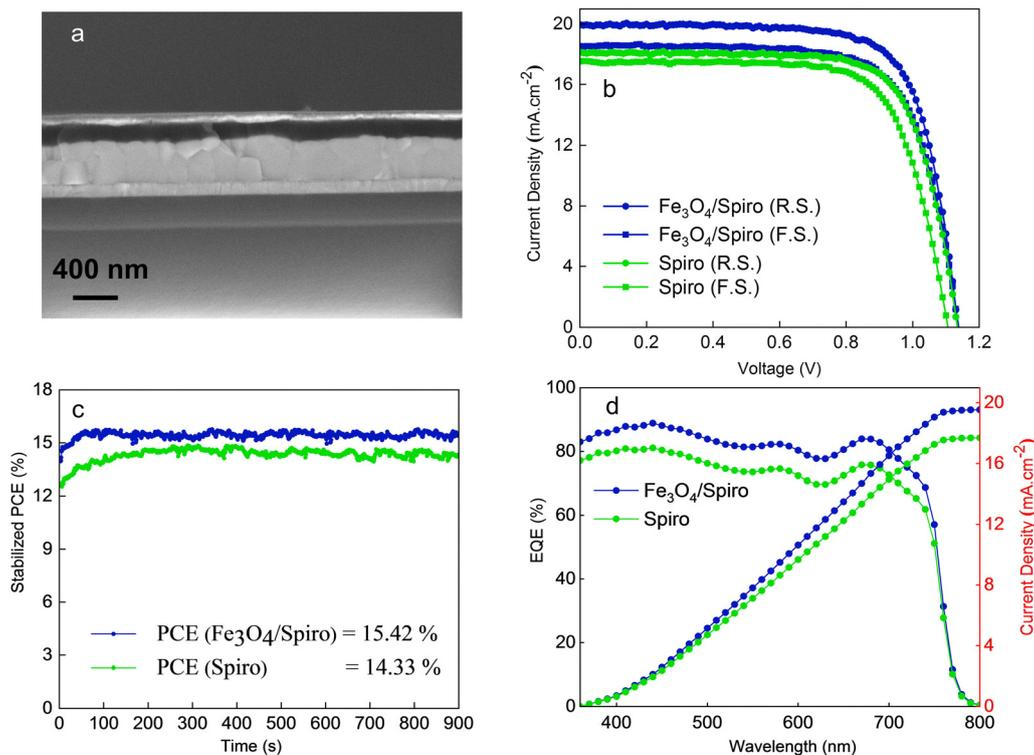 a
400 nm
b
Current Density (mA.cm⁻²)
20
16
12
8
4
0
Fe₃O₄/Spiro (R.S.)
Fe₃O₄/Spiro (F.S.)
Spiro (R.S.)
Spiro (F.S.)
0.0 0.2 0.4 0.6 0.8 1.0 1.2
Voltage (V)
c
Stabilized PCE (%)
18
15
12
9
6
3
0
PCE (Fe₃O₄/Spiro) = 15.42 %
PCE (Spiro) = 14.33 %
0 100 200 300 400 500 600 700 800 900
Time (s)
d
EQE (%)
100
80
60
40
20
0
Fe₃O₄/Spiro
Spiro
20
16
12
8
4
0
Current Density (mA.cm⁻²)
400 500 600 700 800
Wavelength (nm)